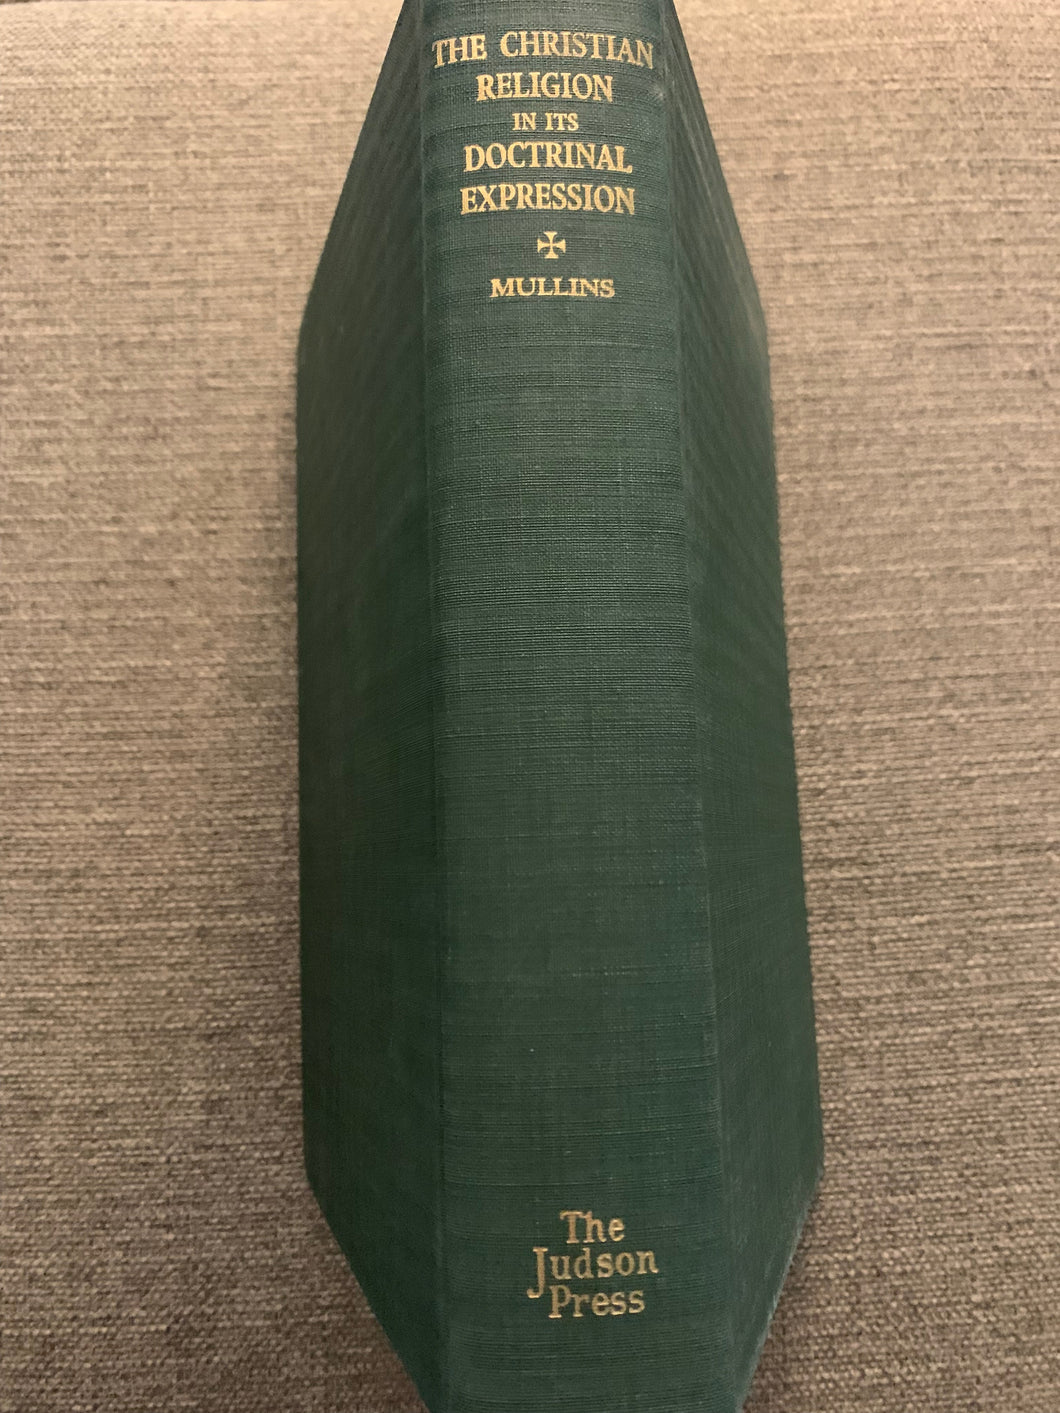 THE CHRISTIAN
RELIGION
IN ITS
DOCTRINAL
EXPRESSION
MULLINS
The
Judson
Press